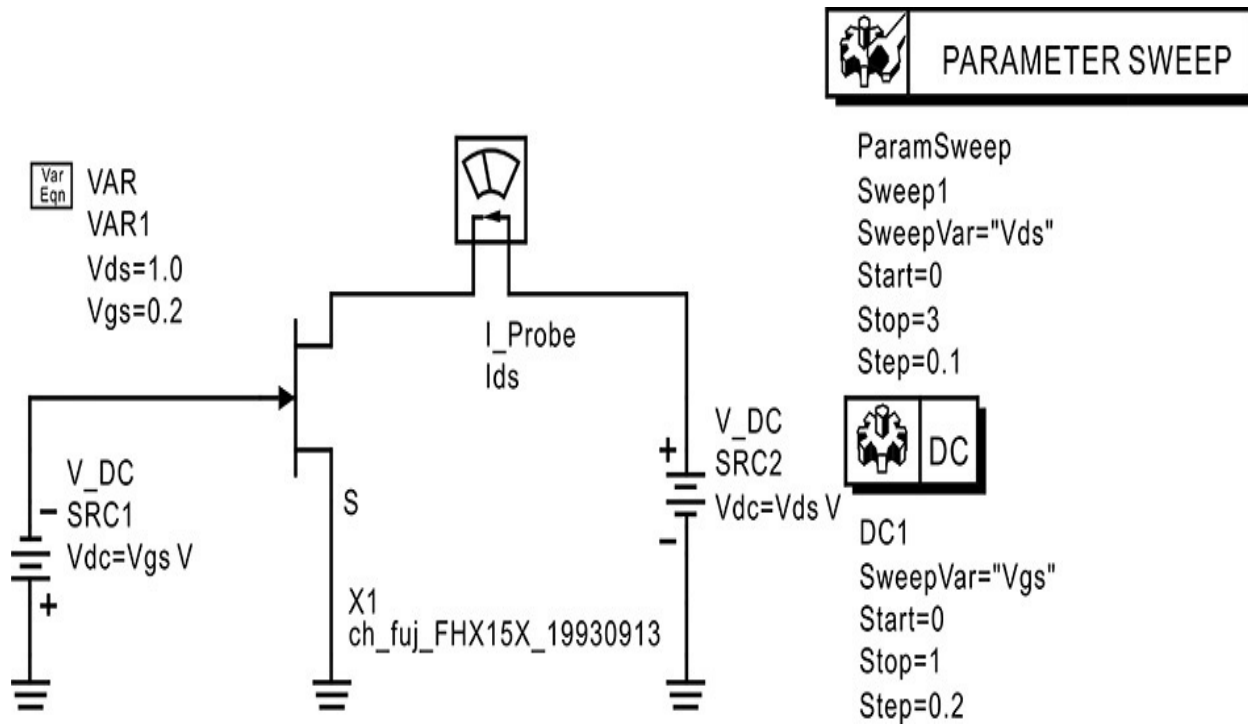 PARAMETER SWEEP
ParamSweep
Sweep1
SweepVar="Vds"
Start=0
Stop=3
Step=0.1
Var
Eqn
VAR
VAR1
Vds=1.0
Vgs=0.2
I_Probe
Ids
V_DC
SRC1
Vdc=Vgs V
-
+
S
X1
ch_fuj_FHX15X_19930913
+
V_DC
SRC2
Vdc=Vds V
-
DC
DC1
SweepVar="Vgs"
Start=0
Stop=1
Step=0.2